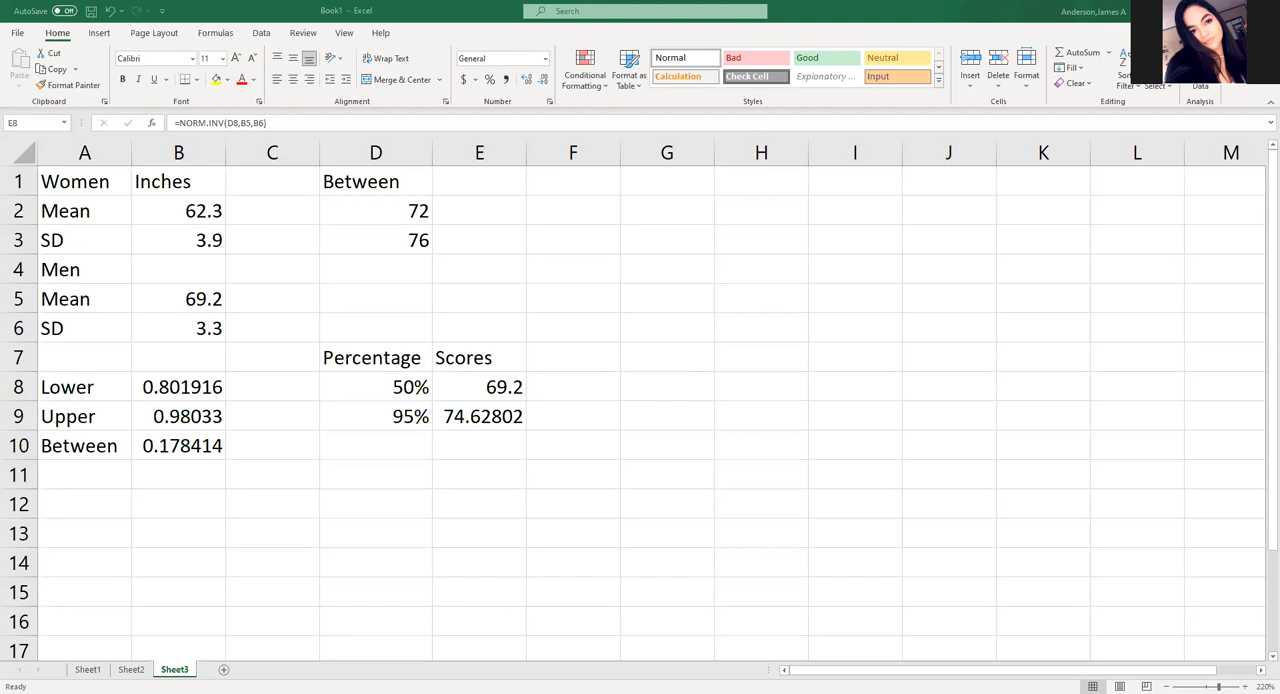 AutoSave Off Book1 - Excel Search Anderson,James A
File Home Insert Page Layout Formulas Data Review View Help
Cut Calibri 11 Wrap Text General Normal Bad Good Neutral AutoSum
Paste Copy Conditional Format as Calculation Check Cell Explanatory ... Input Insert Delete Format Fill
Format Painter B I U A Merge & Center $ % Formatting Table Clear Filter Select Data
Clipboard Font Alignment Number Styles Cells Editing Analysis
E8 fx =NORM.INV(D8,B5,B6)
A B C D E F G H I J K L M
1 Women Inches Between
2 Mean 62.3 72
3 SD 3.9 76
4 Men
5 Mean 69.2
6 SD 3.3
7 Percentage Scores
8 Lower 0.801916 50% 69.2
9 Upper 0.98033 95% 74.62802
10 Between 0.178414
11
12
13
14
15
16
17
Sheet1 Sheet2 Sheet3
Ready 220%